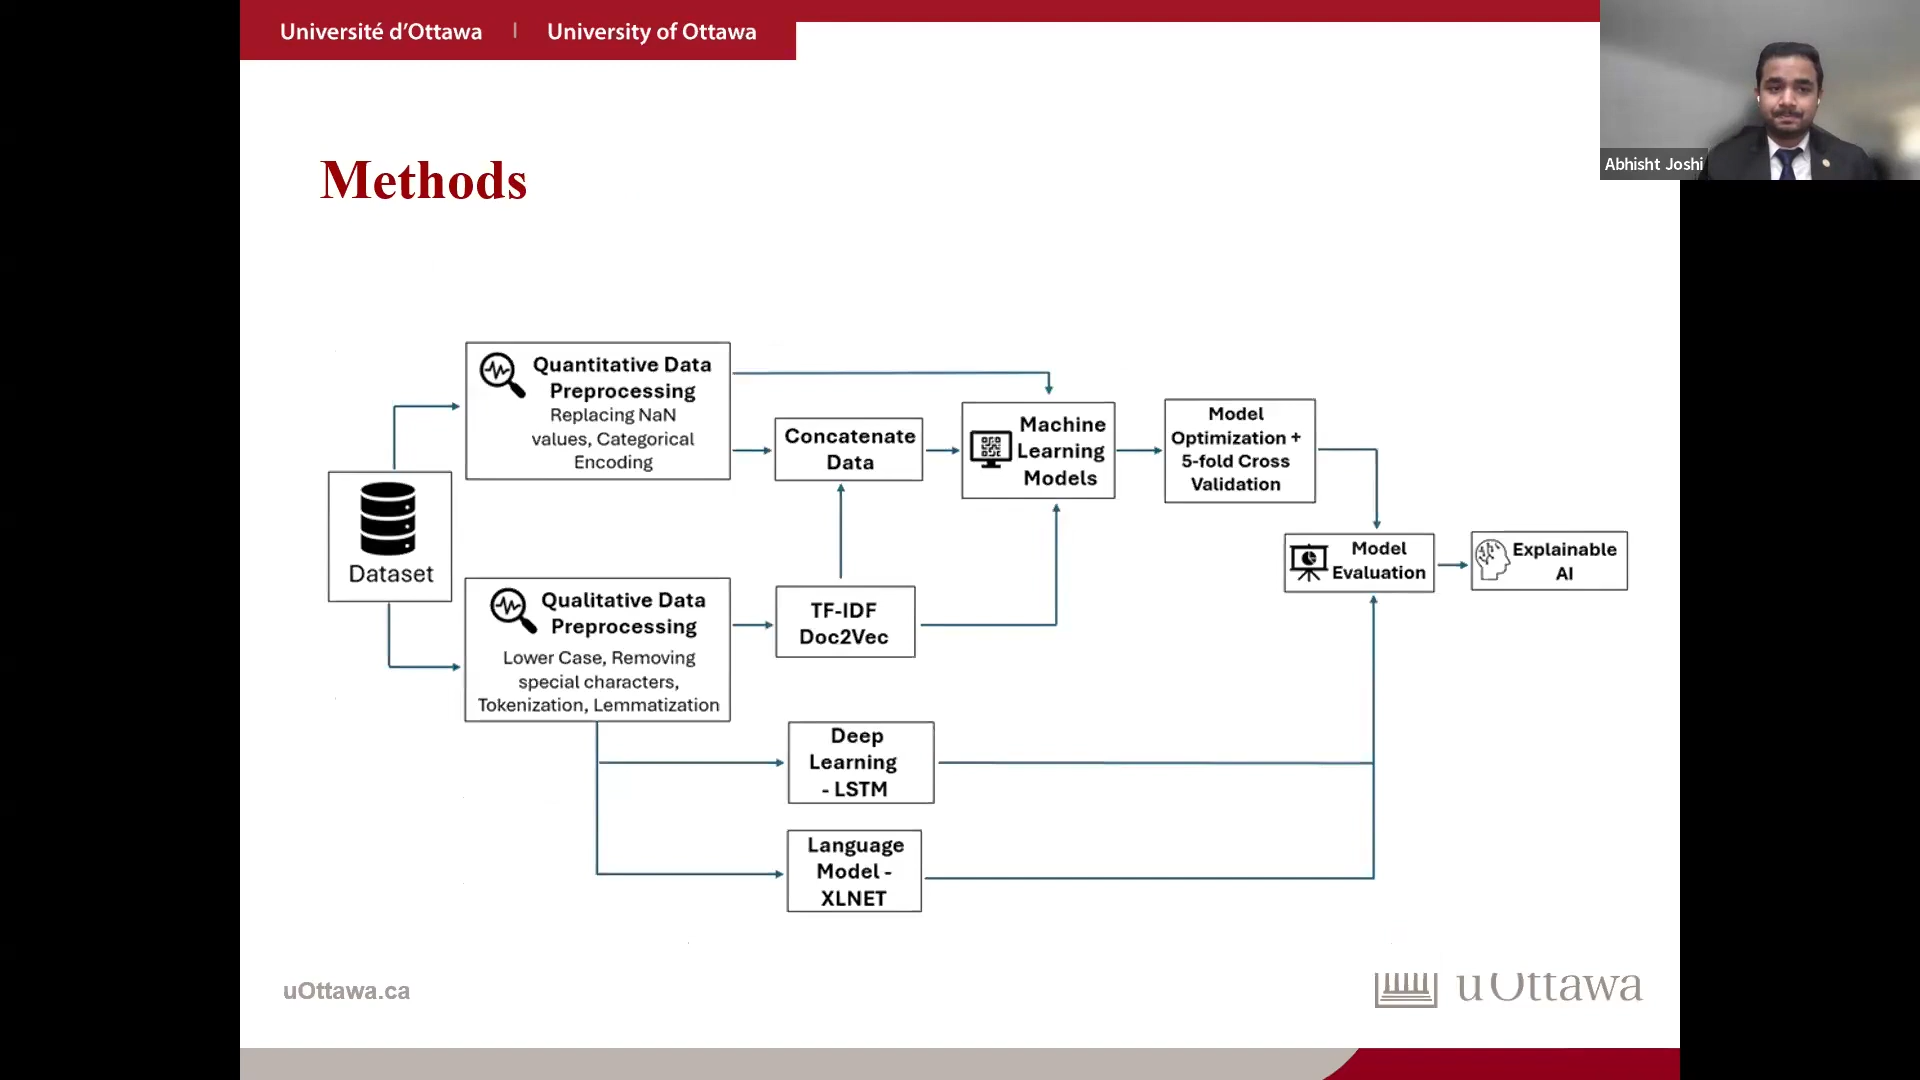 Université d'Ottawa | University of Ottawa
Abhisht Joshi
Methods
Quantitative Data
Preprocessing
Replacing NaN
values, Categorical
Encoding
Concatenate
Data
Machine
Learning
Models
Model
Optimization +
5-fold Cross
Validation
Dataset
Model
Evaluation
Explainable
AI
Qualitative Data
Preprocessing
Lower Case, Removing
special characters,
Tokenization, Lemmatization
TF-IDF
Doc2Vec
Deep
Learning
- LSTM
Language
Model -
XLNET
uOttawa.ca
uOttawa